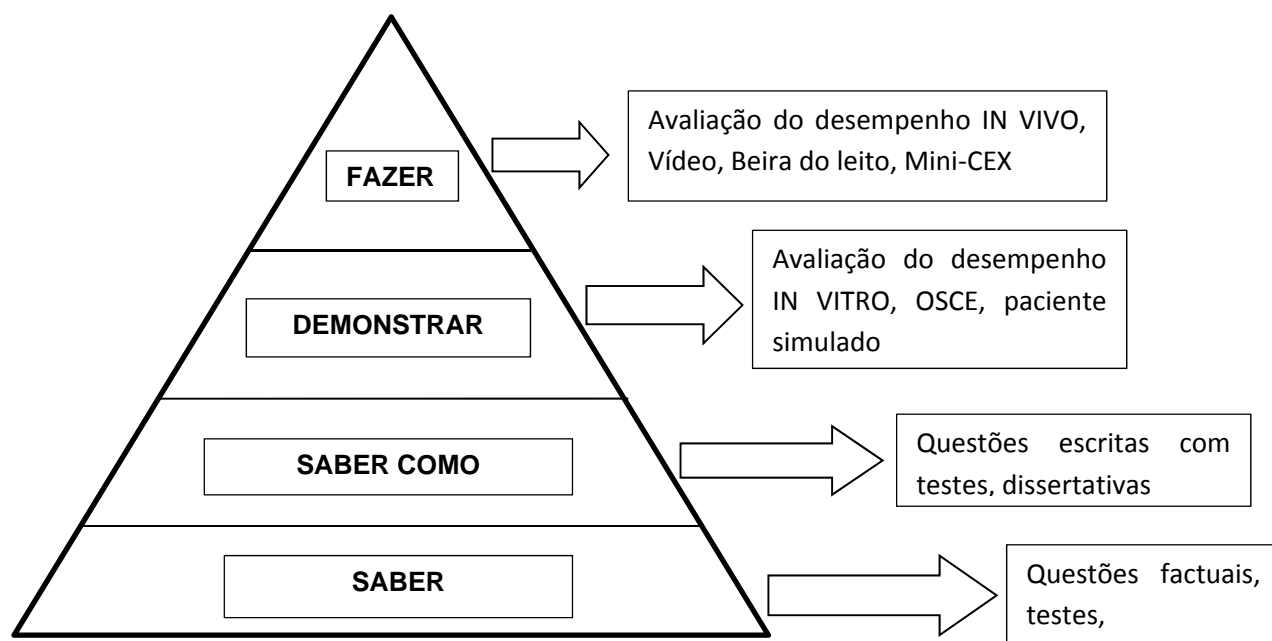 FAZER
Avaliação do desempenho IN VIVO,
Vídeo, Beira do leito, Mini-CEX
DEMONSTRAR
Avaliação do desempenho
IN VITRO, OSCE, paciente
simulado
SABER COMO
Questões escritas com
testes, dissertativas
SABER
Questões factuais,
testes,